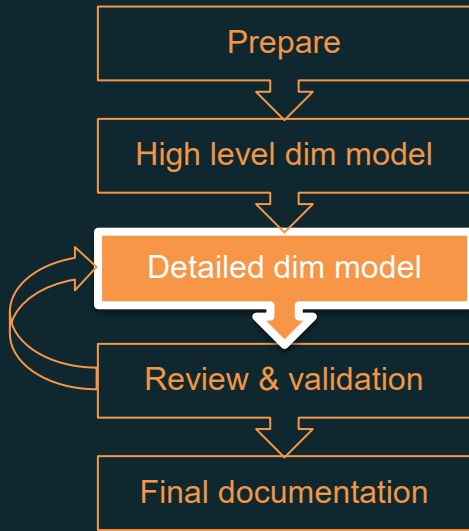 Prepare
High level dim model
Detailed dim model
Review & validation
Final documentation